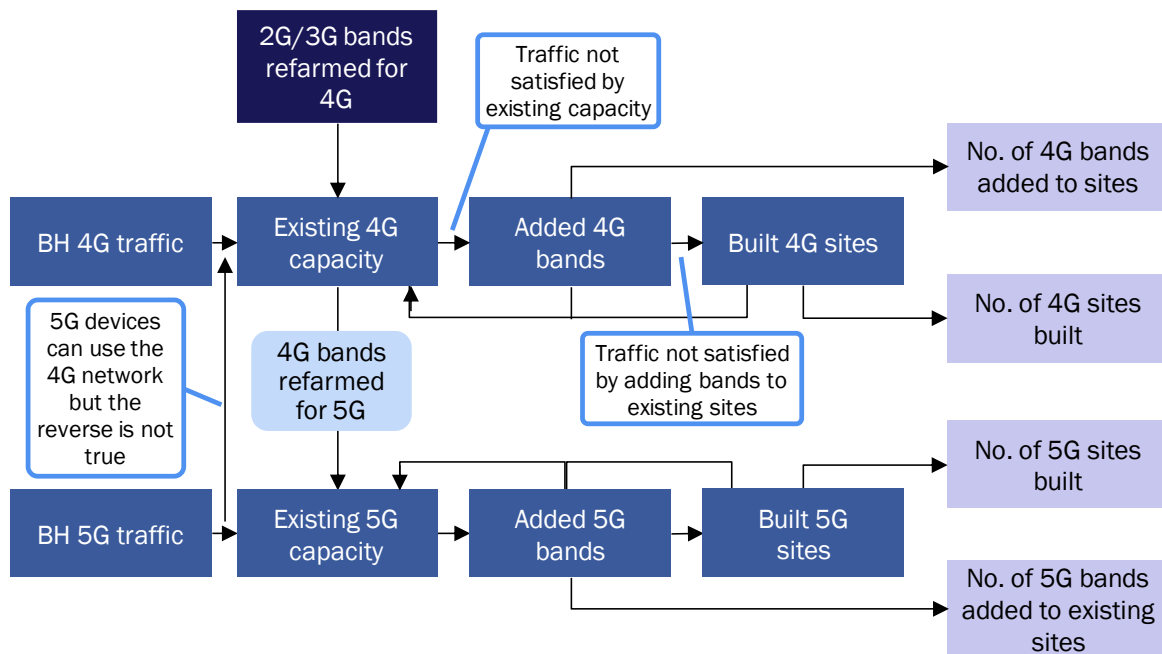 2G/3G bands
refarmed for
4G
Traffic not
satisfied by
existing capacity
No. of 4G bands
added to sites
BH 4G traffic
Existing 4G
capacity
Added 4G
bands
Built 4G sites
5G devices
can use the
4G network
but the
reverse is not
true
4G bands
refarmed
for 5G
Traffic not satisfied
by adding bands to
existing sites
No. of 4G sites
built
No. of 5G sites
built
BH 5G traffic
Existing 5G
capacity
Added 5G
bands
Built 5G
sites
No. of 5G bands
added to existing
sites